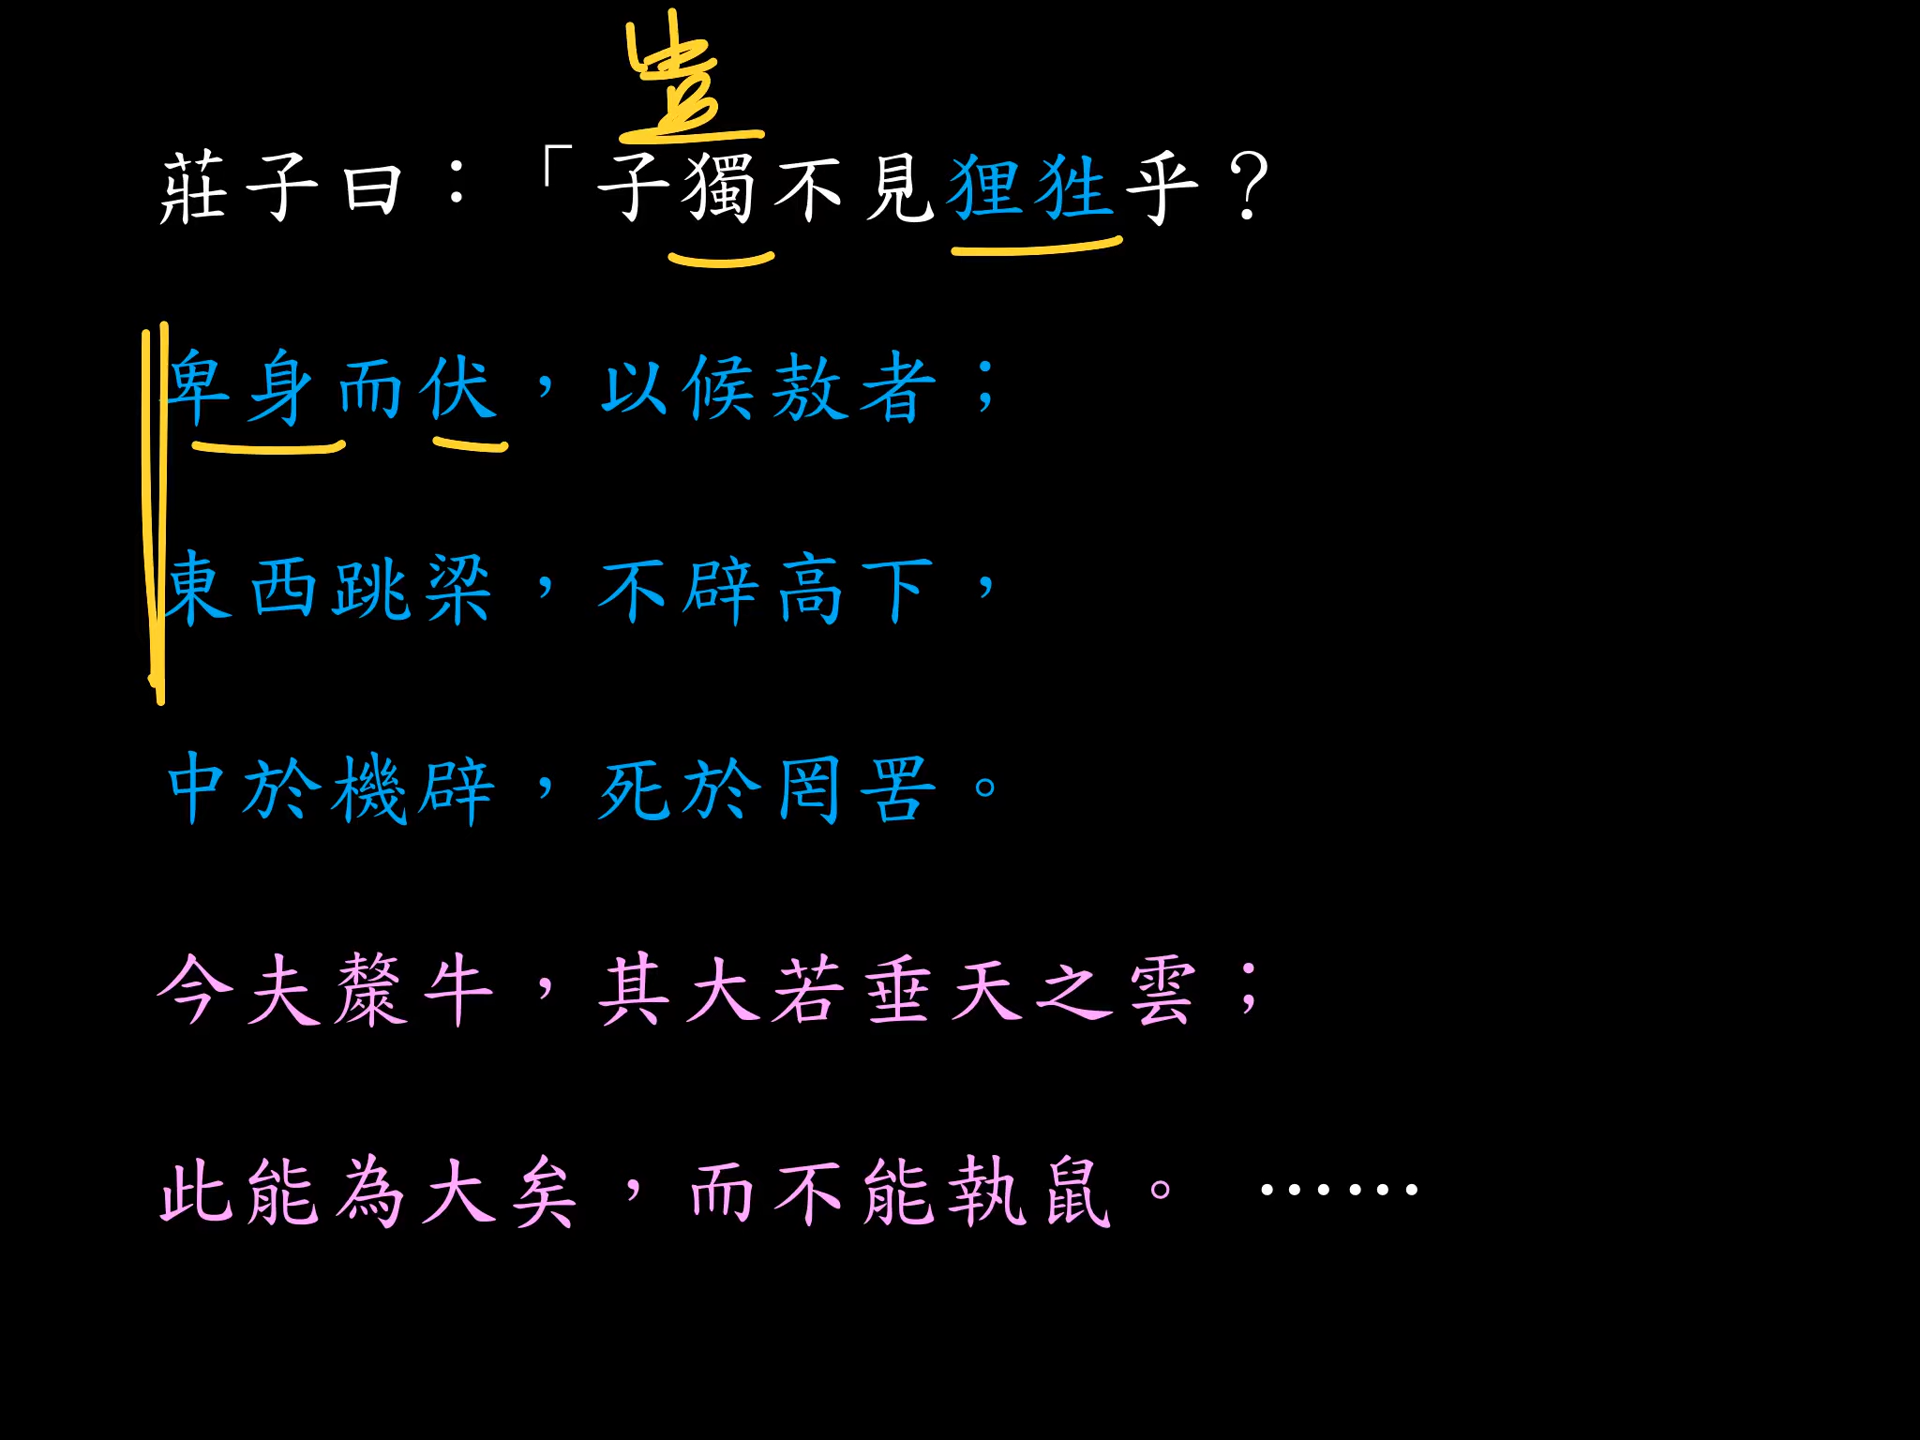 豈
莊子曰：「子獨不見狸狌乎？
卑身而伏，以候敖者；
東西跳梁，不辟高下，
中於機辟，死於罔罟。
今夫斄牛，其大若垂天之雲；
此能為大矣，而不能執鼠。……